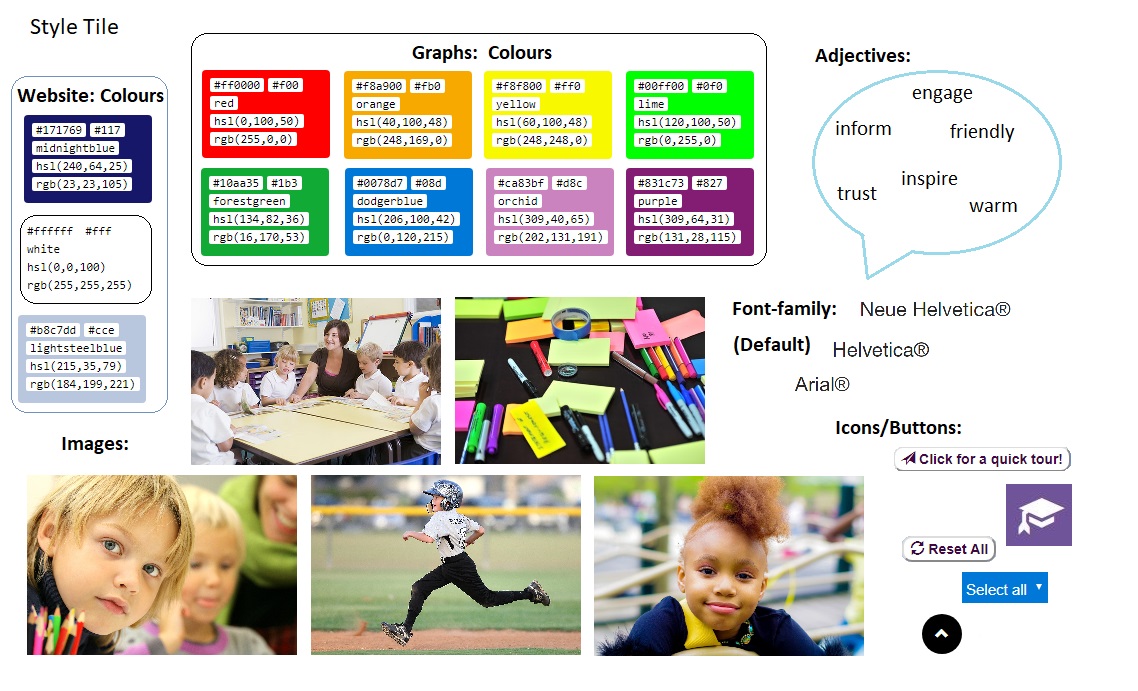 Style Tile
Website: Colours
#171769 #117
midnightblue
hsl(240,64,25)
rgb(23,23,105)
#ffffff #fff
white
hsl(0,0,100)
rgb(255,255,255)
#b8c7dd #cce
lightsteelblue
hsl(215,35,79)
rgb(184,199,221)
Graphs: Colours
#ff0000 #f00
red
hsl(0,100,50)
rgb(255,0,0)
#f8a900 #fb0
orange
hsl(40,100,48)
rgb(248,169,0)
#f8f800 #ff0
yellow
hsl(60,100,48)
rgb(248,248,0)
#00ff00 #0f0
lime
hsl(120,100,50)
rgb(0,255,0)
#10aa35 #1b3
forestgreen
hsl(134,82,36)
rgb(16,170,53)
#0078d7 #08d
dodgerblue
hsl(206,100,42)
rgb(0,120,215)
#ca83bf #d8c
orchid
hsl(309,40,65)
rgb(202,131,191)
#831c73 #827
purple
hsl(309,64,31)
rgb(131,28,115)
Adjectives:
engage
inform friendly
inspire
trust
warm
Font-family: Neue Helvetica®
(Default) Helvetica®
Arial®
Images:
Icons/Buttons:
Click for a quick tour!
Reset All
Select all